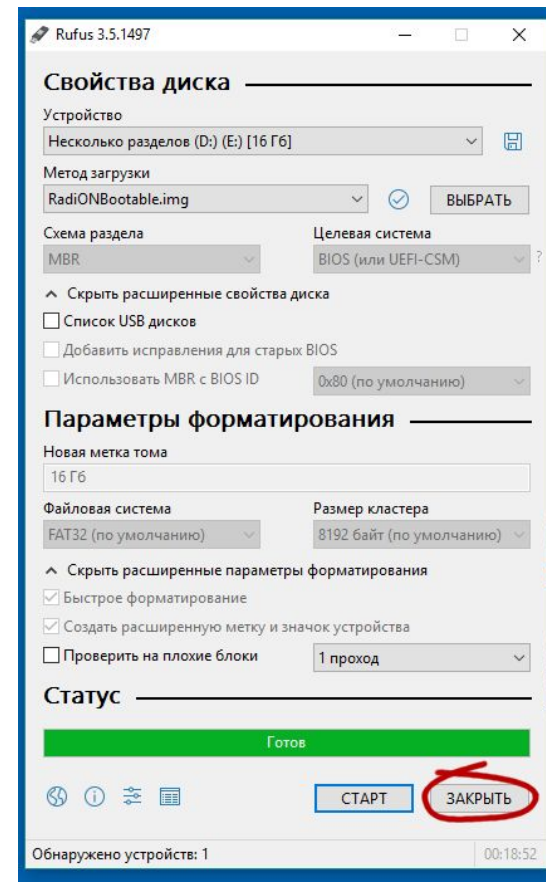 Rufus 3.5.1497
Свойства диска
Устройство
Несколько разделов (D:) (E:) [16 Гб]
Метод загрузки
RadiONBootable.img
ВЫБРАТЬ
Схема раздела Целевая система
MBR BIOS (или UEFI-CSM) ?
Скрыть расширенные свойства диска
Список USB дисков
Добавить исправления для старых BIOS
Использовать MBR с BIOS ID 0x80 (по умолчанию)
Параметры форматирования
Новая метка тома
16 Гб
Файловая система Размер кластера
FAT32 (по умолчанию) 8192 байт (по умолчанию)
Скрыть расширенные параметры форматирования
Быстрое форматирование
Создать расширенную метку и значок устройства
Проверить на плохие блоки 1 проход
Статус
Готов
СТАРТ ЗАКРЫТЬ
Обнаружено устройств: 1 00:18:52